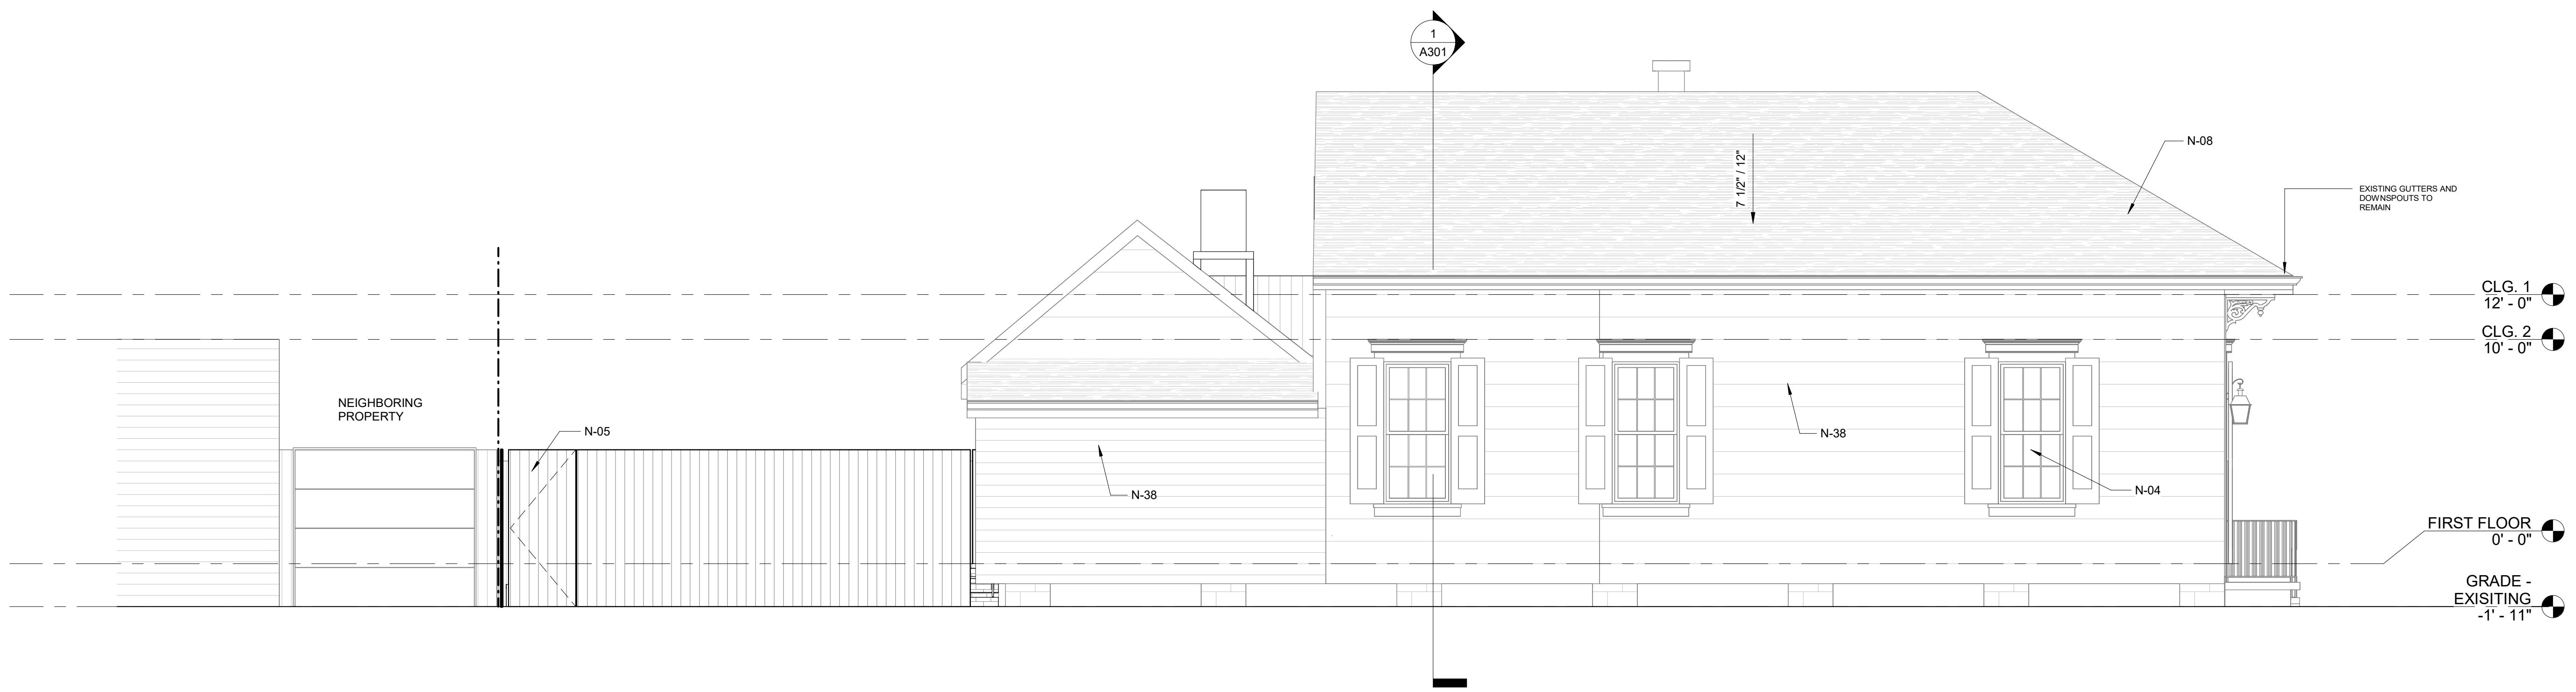 1
A301
N-08
7 1/2" / 12"
EXISTING GUTTERS AND
DOWNSPOUTS TO
REMAIN
CLG. 1
12' - 0"
CLG. 2
10' - 0"
NEIGHBORING
PROPERTY
N-05
N-38
N-38
N-04
FIRST FLOOR
0' - 0"
GRADE -
EXISITING
-1' - 11"